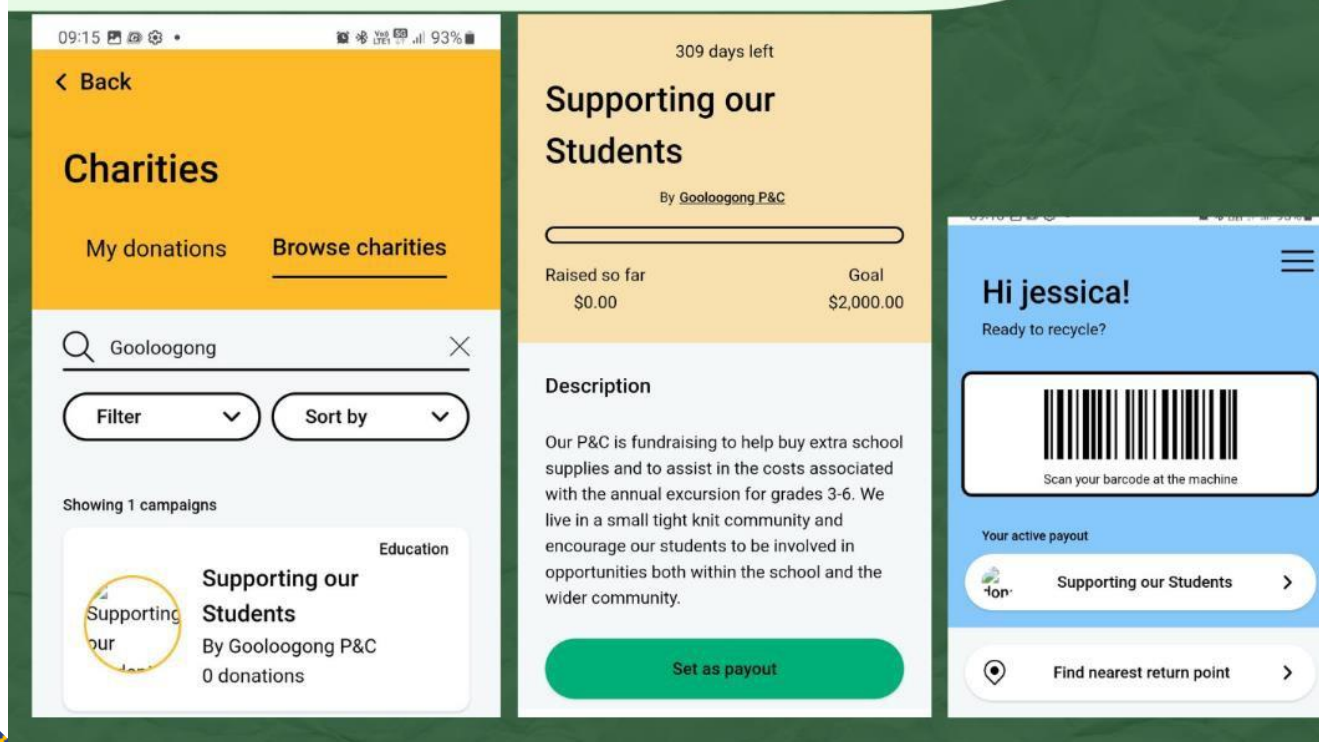 09:15
93%
Back
Charities
My donations
Browse charities
Gooloogong
Filter
Sort by
Showing 1 campaigns
Education
Supporting our
Students
By Gooloogong P&C
0 donations
Supporting
our
309 days left
Supporting our
Students
By Gooloogong P&C
Raised so far
Goal
$0.00
$2,000.00
Description
Our P&C is fundraising to help buy extra school
supplies and to assist in the costs associated
with the annual excursion for grades 3-6. We
live in a small tight knit community and
encourage our students to be involved in
opportunities both within the school and the
wider community.
Set as payout
Hi jessica!
Ready to recycle?
Scan your barcode at the machine
Your active payout
Supporting our Students
Find nearest return point